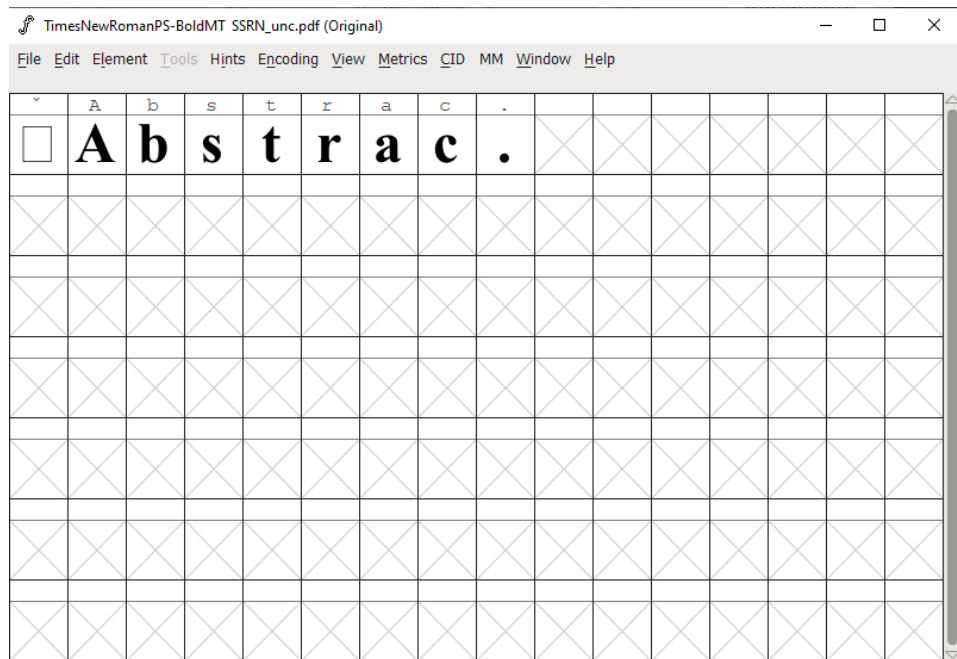 TimesNewRomanPS-BoldMT SSRN_unc.pdf (Original)
File Edit Element Tools Hints Encoding View Metrics CID MM Window Help
ˇ A b s t r a c .
A b s t r a c .